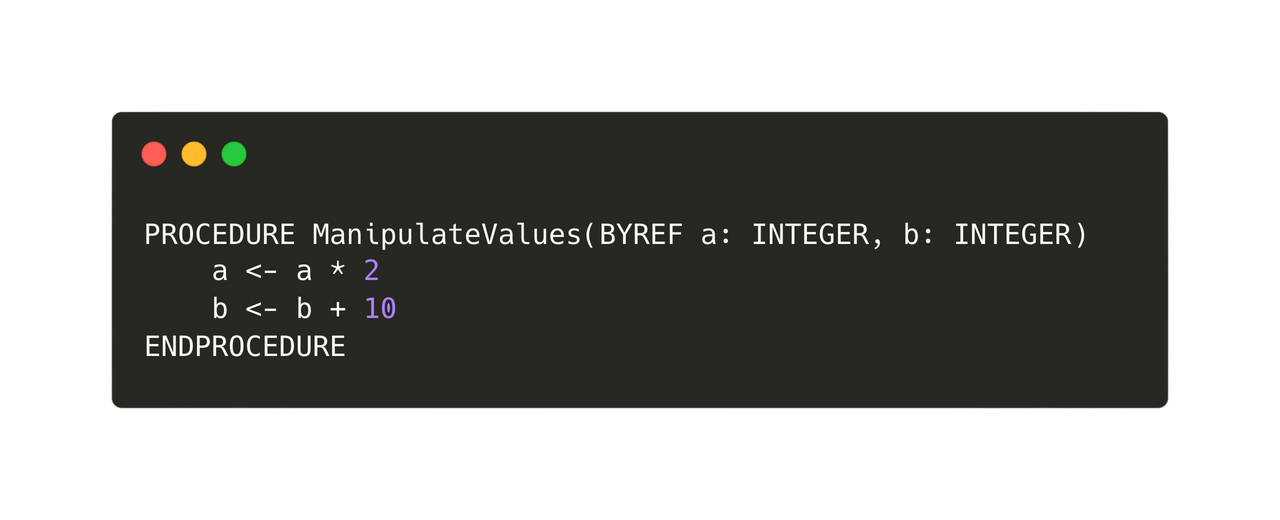 PROCEDURE ManipulateValues(BYREF a: INTEGER, b: INTEGER)
    a <- a * 2
    b <- b + 10
ENDPROCEDURE